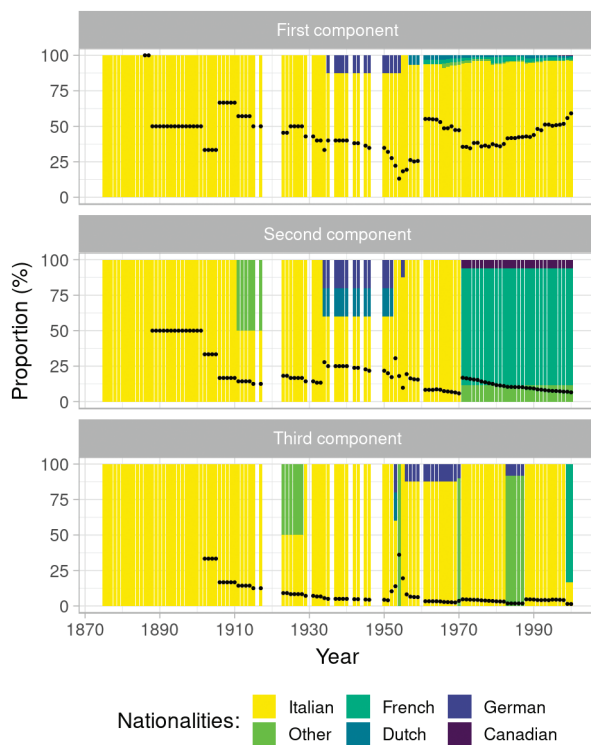 First component
100
75
50
25
0
Second component
100
75
50
25
0
Third component
100
75
50
25
0
Proportion (%)
1870 1890 1910 1930 1950 1970 1990
Year
Nationalities: Italian French German
Other Dutch Canadian